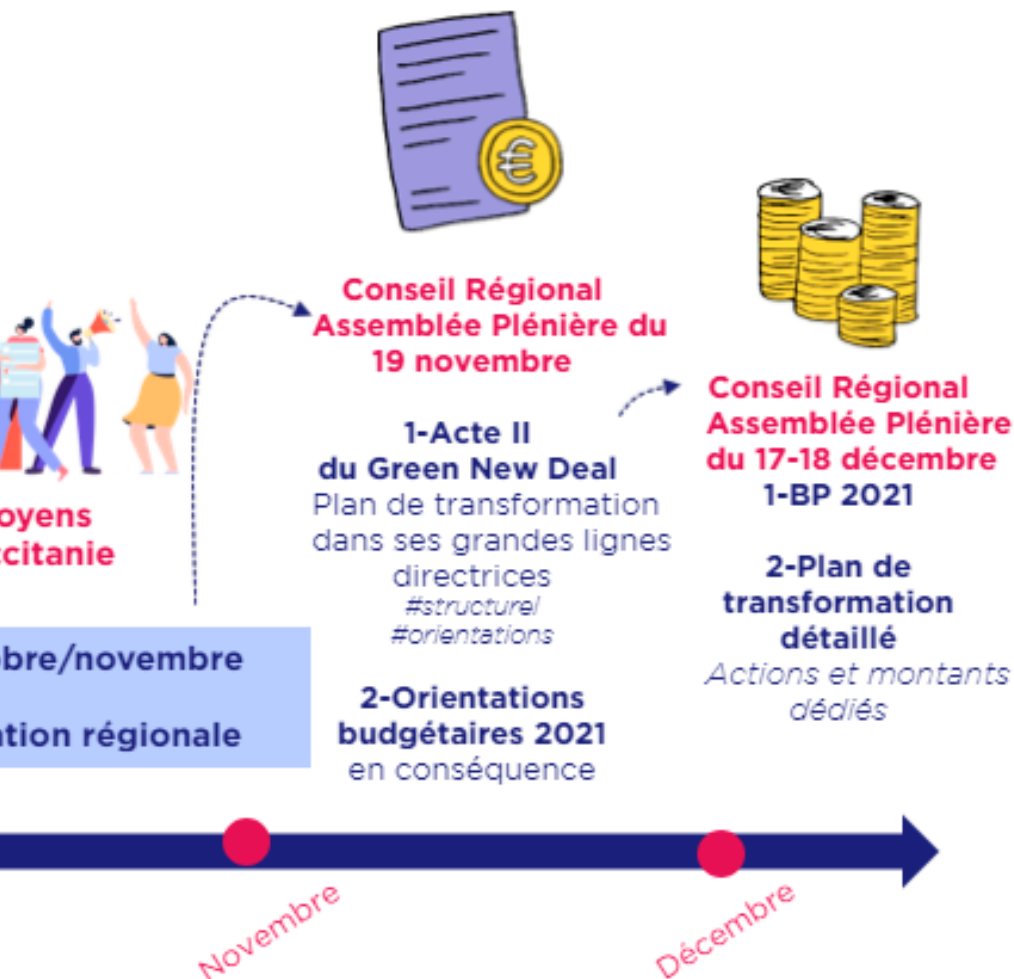 Conseil Régional
Assemblée Plénière du
19 novembre
1-Acte II
du Green New Deal
Plan de transformation
dans ses grandes lignes
directrices
#structurel
#orientations
2-Orientations
budgétaires 2021
en conséquence
Conseil Régional
Assemblée Plénière
du 17-18 décembre
1-BP 2021
2-Plan de
transformation
détaillé
Actions et montants
dédiés
oyens
ccitanie
bre/novembre
ation régionale
Novembre
Décembre